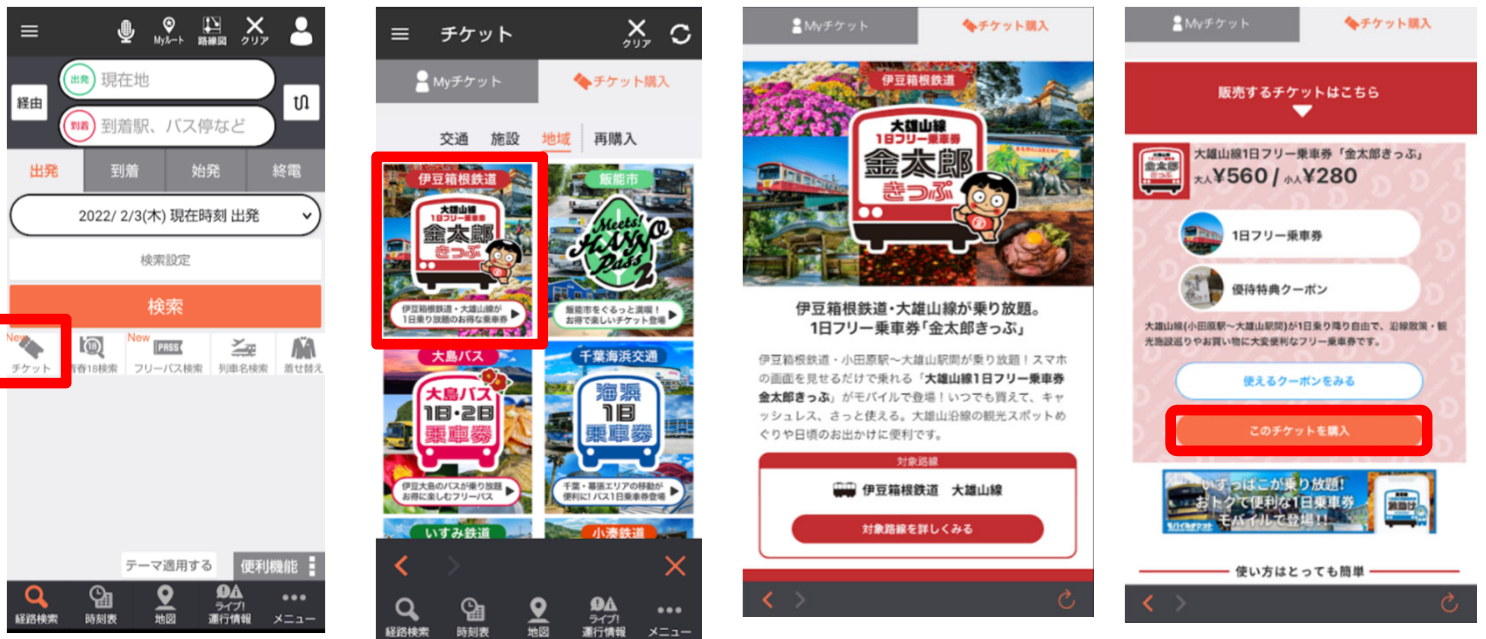 Myルート
路線図
クリア
経由
出発
現在地
到着
到着駅、バス停など
出発
到着
始発
終電
2022/ 2/3(木) 現在時刻 出発
検索設定
検索
New
チケット
青春18検索
New
PASS
フリーパス検索
列車名検索
着せ替え
テーマ適用する
便利機能
経路検索
時刻表
地図
ライブ!
運行情報
メニュー
チケット
クリア
Myチケット
チケット購入
交通
施設
地域
再購入
伊豆箱根鉄道
大雄山線
1日フリー乗車券
金太郎
きっぷ
伊豆箱根鉄道・大雄山線が
1日乗り放題のお得な乗車券
飯能市
Meets!
HANNO
Pass
2
飯能市をぐるっと満喫!
お得で楽しいチケット登場
大島バス
大島バス
1日・2日
乗車券
伊豆大島のバスが乗り放題
お得に楽しむフリーパス
千葉海浜交通
海浜
1日
乗車券
千葉・幕張エリアの移動が
便利に!バス1日乗車券登場
いすみ鉄道
小湊鉄道
経路検索
時刻表
地図
ライブ!
運行情報
メニュー
Myチケット
チケット購入
伊豆箱根鉄道
大雄山線
1日フリー乗車券
金太郎
きっぷ
伊豆箱根鉄道・大雄山線が乗り放題。
1日フリー乗車券「金太郎きっぷ」
伊豆箱根鉄道・小田原駅〜大雄山駅間が乗り放題!スマホ
の画面を見せるだけで乗れる「大雄山線1日フリー乗車券
金太郎きっぷ」がモバイルで登場!いつでも買えて、キャ
ッシュレス、さっと使える。大雄山沿線の観光スポットめ
ぐりや日頃のお出かけに便利です。
対象路線
伊豆箱根鉄道 大雄山線
対象路線を詳しくみる
Myチケット
チケット購入
販売するチケットはこちら
大雄山線
1日フリー乗車券
金太郎
きっぷ
大雄山線1日フリー乗車券「金太郎きっぷ」
大人¥560 / 小人¥280
1日フリー乗車券
優待特典クーポン
大雄山線(小田原駅〜大雄山駅間)が1日乗り降り自由で、沿線散策・観
光施設巡りやお買い物に大変便利なフリー乗車券です。
使えるクーポンをみる
このチケットを購入
いずっぱこが乗り放題!
おトクで便利な1日乗車券
モバイルで登場!!
モバイルチケット
旅助け
使い方はとっても簡単